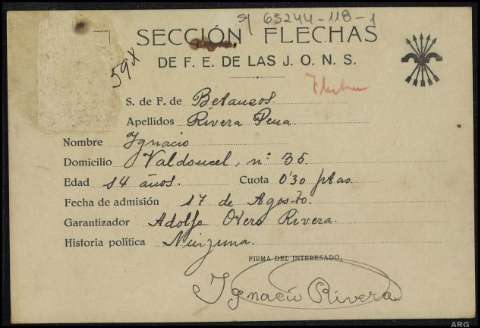 S/ 65244-118-1
SECCIÓN FLECHAS
59X
DE F. E. DE LAS J. O. N. S.
S. de F. de Betanzos
Apellidos Rivera Pena
Nombre Ignacio
Domicilio Valdoncel, nº 35.
Edad 14 años. Cuota 0'30 ptas.
Fecha de admisión 17 de Agosto.
Garantizador Adolfo Otero Rivera.
Historia política Ninguna.
FIRMA DEL INTERESADO,
Ignacio Rivera
ARG